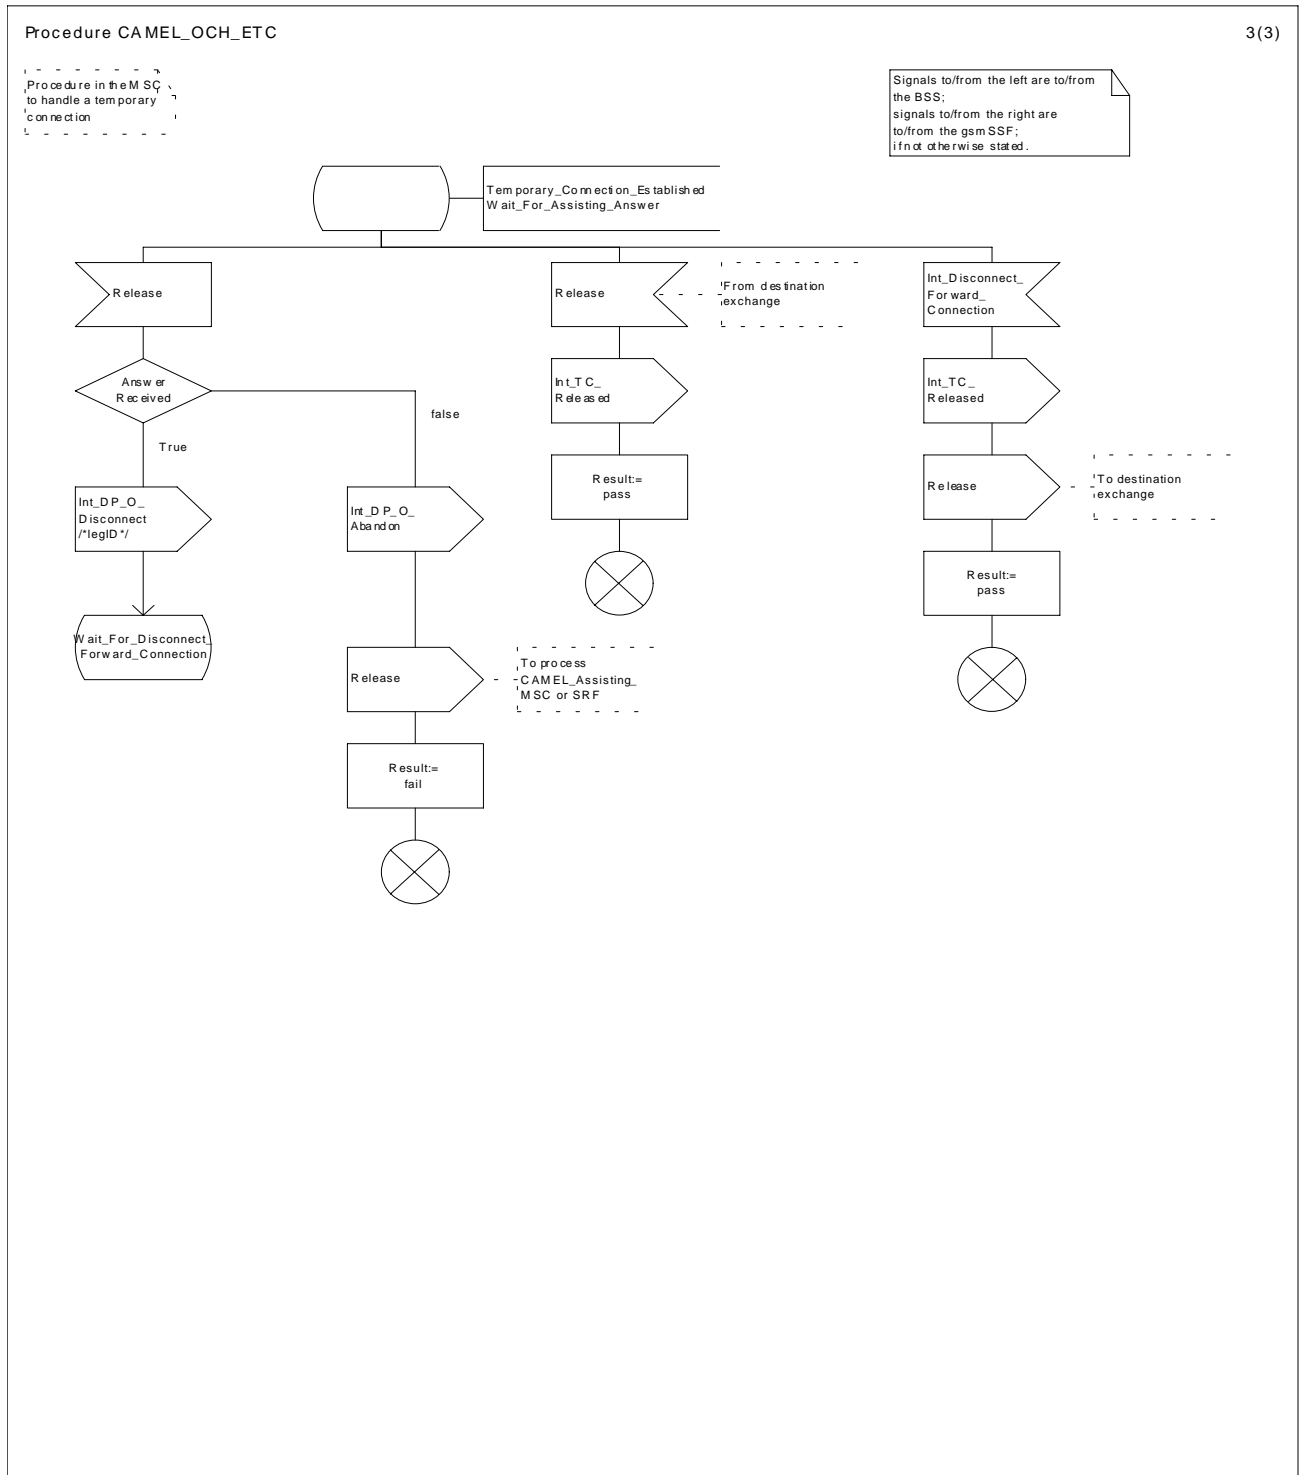 Procedure CAMEL_OCH_ETC
3(3)
Procedure in the MSC
to handle a temporary
connection
Signals to/from the left are to/from
the BSS;
signals to/from the right are
to/from the gsmSSF;
if not otherwise stated.
Temporary_Connection_Established
Wait_For_Assisting_Answer
Release
Release
From destination
exchange
Int_Disconnect_
Forward_
Connection
Answer
Received
false
True
Int_TC_
Released
Int_TC_
Released
Result:=
pass
Release
To destination
exchange
Int_DP_O_
Disconnect
/*legID*/
Int_DP_O_
Abandon
Result:=
pass
Wait_For_Disconnect_
Forward_Connection
Release
To process
CAMEL_Assisting_
MSC or SRF
Result:=
fail